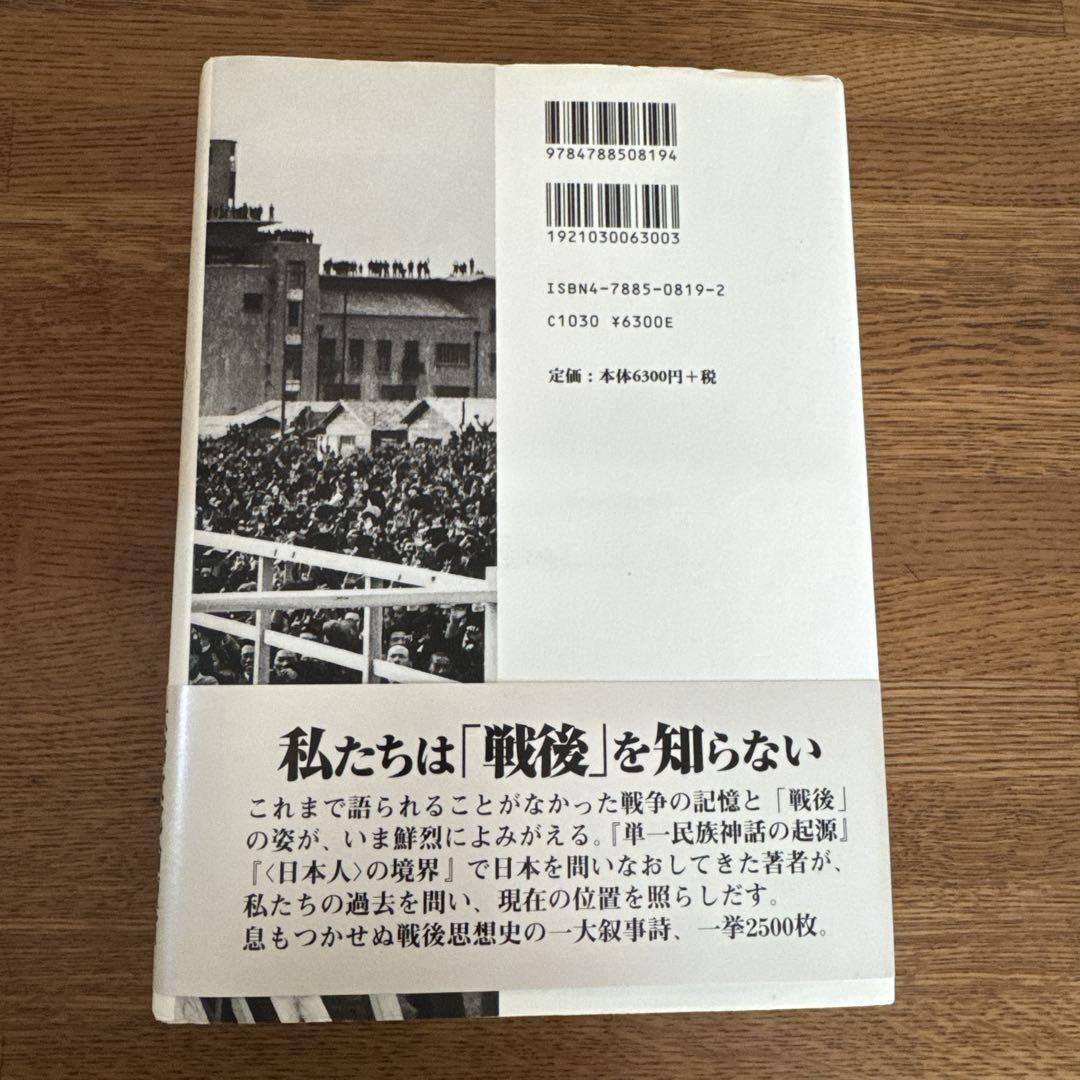 9784788508194
1921030063003
ISBN4-7885-0819-2
C1030 ¥6300E
定価：本体6300円＋税
私たちは「戦後」を知らない
これまで語られることがなかった戦争の記憶と「戦後」
の姿が、いま鮮烈によみがえる。『単一民族神話の起源』
『〈日本人〉の境界』で日本を問いなおしてきた著者が、
私たちの過去を問い、現在の位置を照らしだす。
息もつかせぬ戦後思想史の一大叙事詩、一挙2500枚。